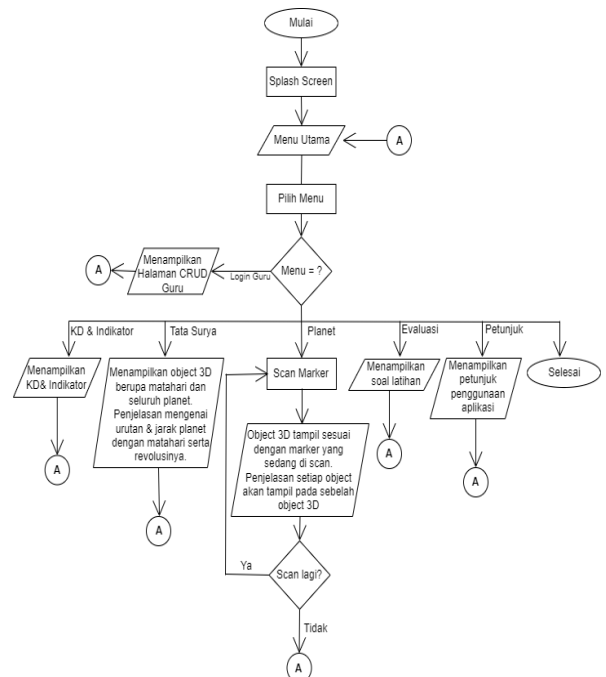 Mulai
Splash Screen
Menu Utama
A
Pilih Menu
Menu = ?
Login Guru
Menampilkan
Halaman CRUD
Guru
A
KD & Indikator
Tata Surya
Planet
Evaluasi
Petunjuk
Menampilkan
KD& Indikator
Menampilkan object 3D
berupa matahari dan
seluruh planet.
Penjelasan mengenai
urutan & jarak planet
dengan matahari serta
revolusinya.
Scan Marker
Menampilkan
soal latihan
Menampilkan
petunjuk
penggunaan
aplikasi
Selesai
A
A
Object 3D tampil sesuai
dengan marker yang
sedang di scan.
Penjelasan setiap object
akan tampil pada sebelah
object 3D
A
A
Scan lagi?
Ya
Tidak
A